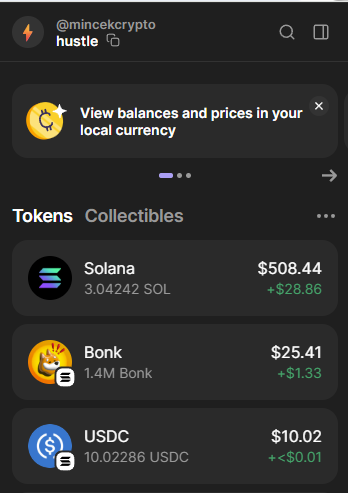 @mincekcrypto
hustle
View balances and prices in your
local currency
Tokens Collectibles
Solana $508.44
3.04242 SOL +$28.86
Bonk $25.41
1.4M Bonk +$1.33
USDC $10.02
10.02286 USDC +<$0.01